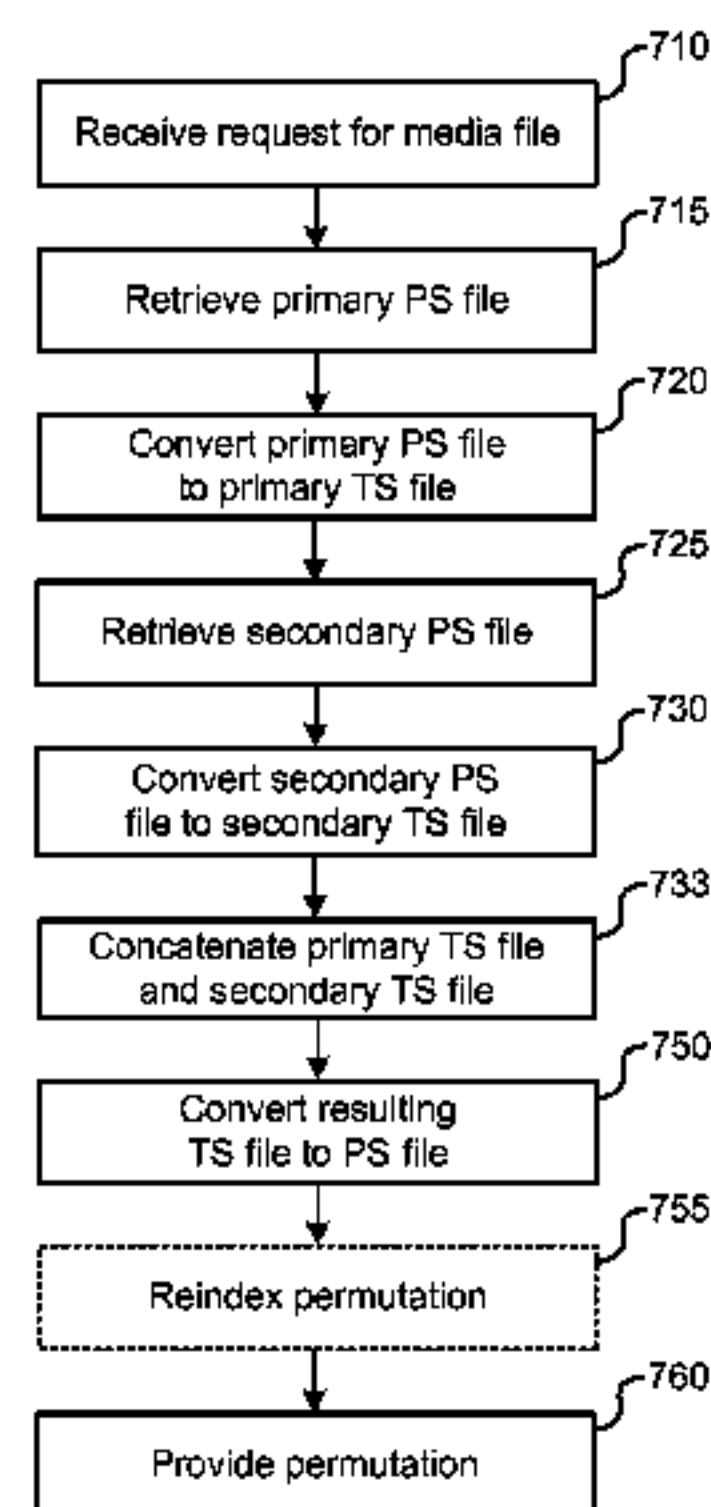 710
Receive request for media file
715
Retrieve primary PS file
720
Convert primary PS file
to primary TS file
725
Retrieve secondary PS file
730
Convert secondary PS
file to secondary TS file
733
Concatenate primary TS file
and secondary TS file
750
Convert resulting
TS file to PS file
755
Reindex permutation
760
Provide permutation